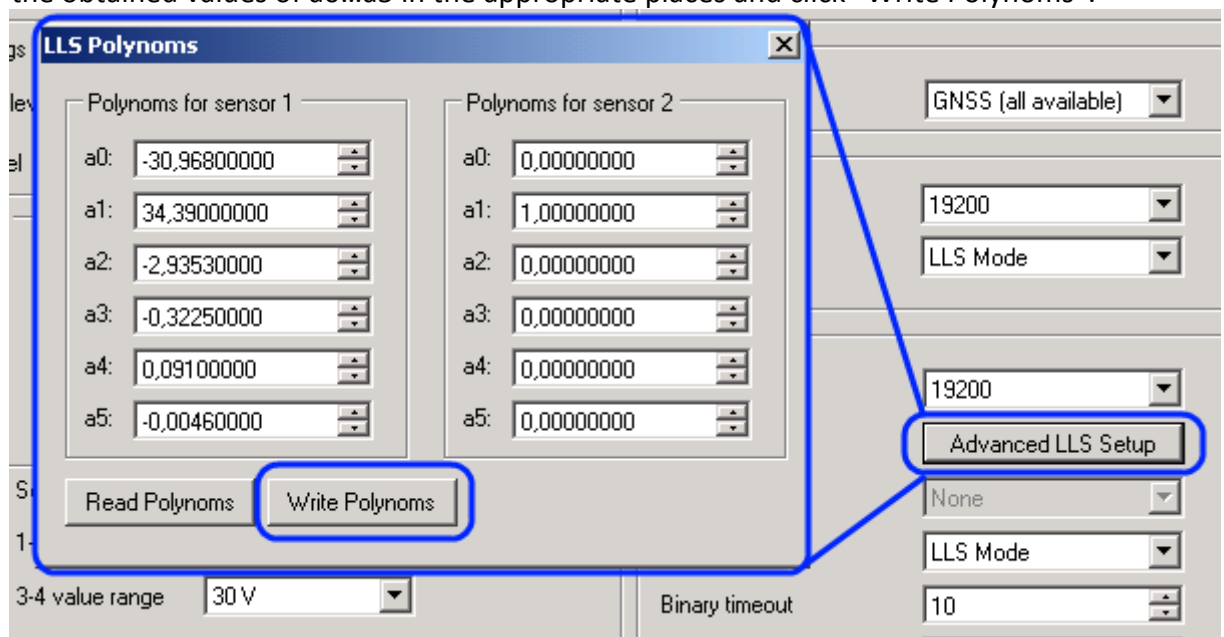 the obtained values of a0…a5 in the appropriate places and click "Write Polynoms".
LLS Polynoms
Polynoms for sensor 1
a0: -30,96800000
a1: 34,39000000
a2: -2,93530000
a3: -0,32250000
a4: 0,09100000
a5: -0,00460000
Polynoms for sensor 2
a0: 0,00000000
a1: 1,00000000
a2: 0,00000000
a3: 0,00000000
a4: 0,00000000
a5: 0,00000000
Read Polynoms
Write Polynoms
GNSS (all available)
19200
LLS Mode
19200
Advanced LLS Setup
None
LLS Mode
3-4 value range 30 V
Binary timeout 10